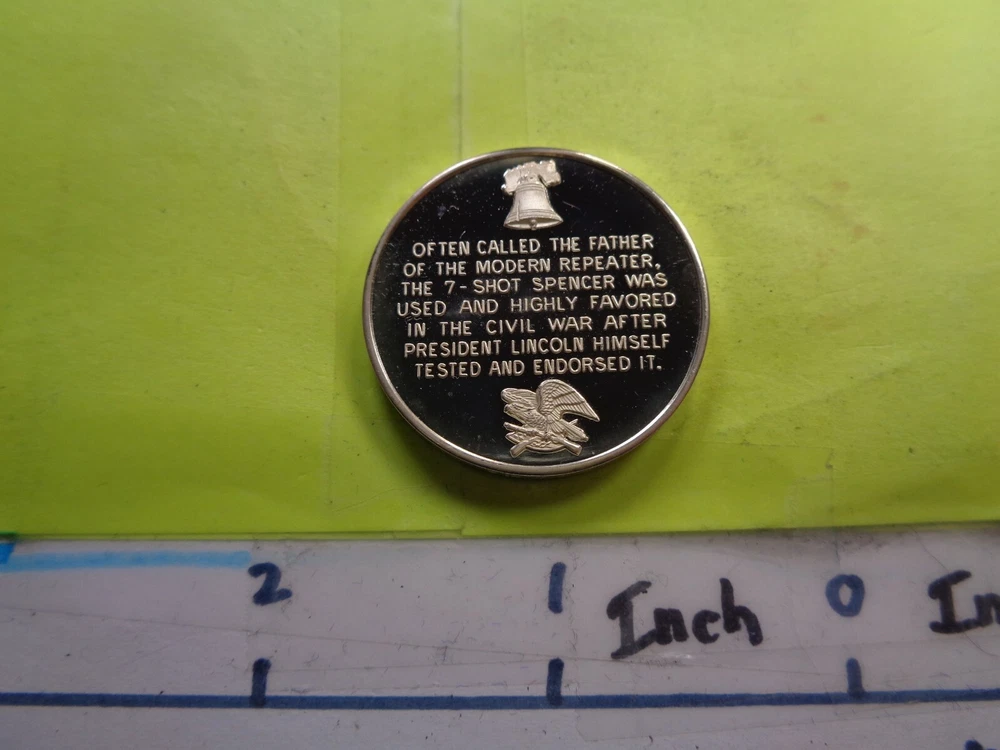 OFTEN CALLED THE FATHER
OF THE MODERN REPEATER,
THE 7-SHOT SPENCER WAS
USED AND HIGHLY FAVORED
IN THE CIVIL WAR AFTER
PRESIDENT LINCOLN HIMSELF
TESTED AND ENDORSED IT.
2 1 Inch 0 In